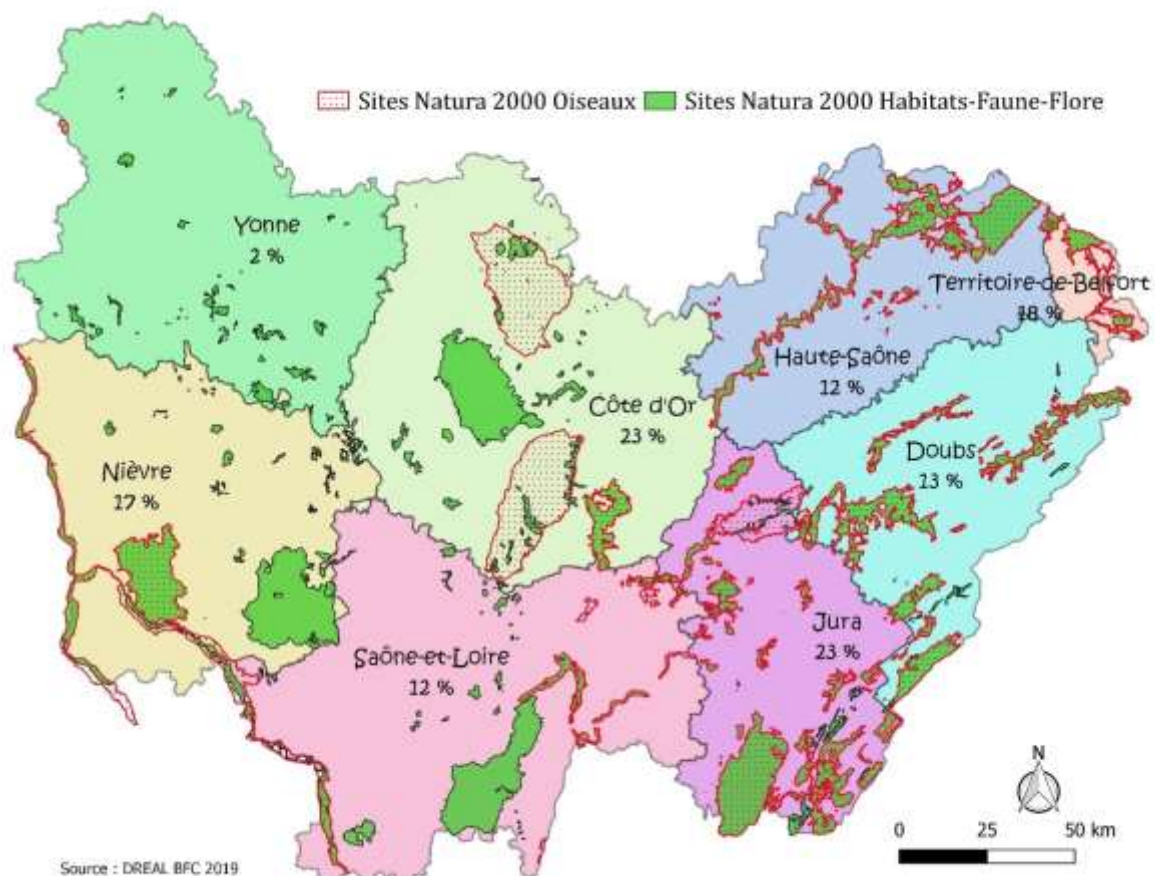 Sites Natura 2000 Oiseaux
Sites Natura 2000 Habitats-Faune-Flore
Yonne
2 %
Territoire-de-Belfort
18 %
Haute-Saône
12 %
Côte d'Or
23 %
Doubs
13 %
Nièvre
17 %
Jura
23 %
Saône-et-Loire
12 %
N
0 25 50 km
Source : DREAL BFC 2019